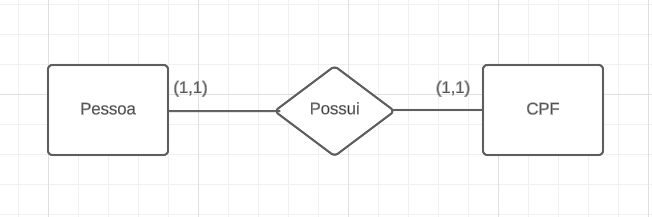 (1,1)
(1,1)
Pessoa
Possui
CPF